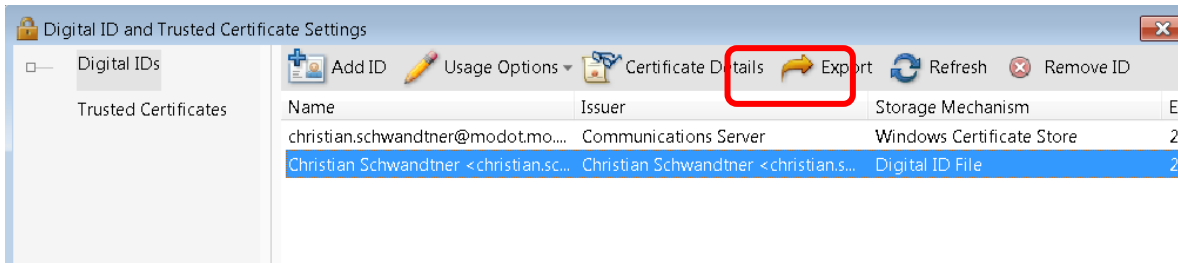 Digital ID and Trusted Certificate Settings
Digital IDs
Add ID Usage Options Certificate Details Export Refresh Remove ID
Trusted Certificates
Name Issuer Storage Mechanism E
christian.schwandtner@modot.mo.... Communications Server Windows Certificate Store 2
Christian Schwandtner <christian.sc... Christian Schwandtner <christian.s... Digital ID File 2